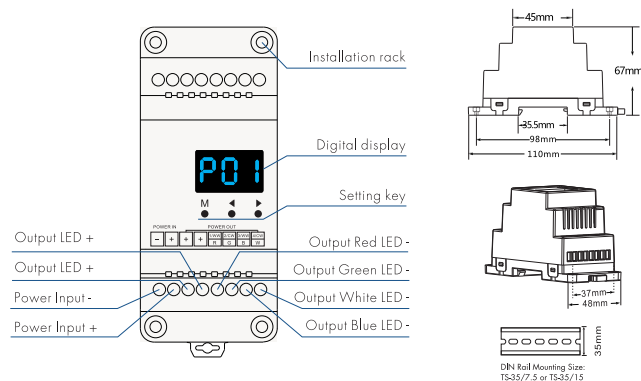 Installation rack
P01
Digital display
M
Setting key
POWER IN
POWER OUT
- + + +
R G B W
Output LED +
Output LED +
Power Input -
Power Input +
Output Red LED -
Output Green LED -
Output White LED -
Output Blue LED -
45mm
67mm
35.5mm
98mm
110mm
37mm
48mm
35mm
DIN Rail Mounting Size:
TS-35/7.5 or TS-35/15